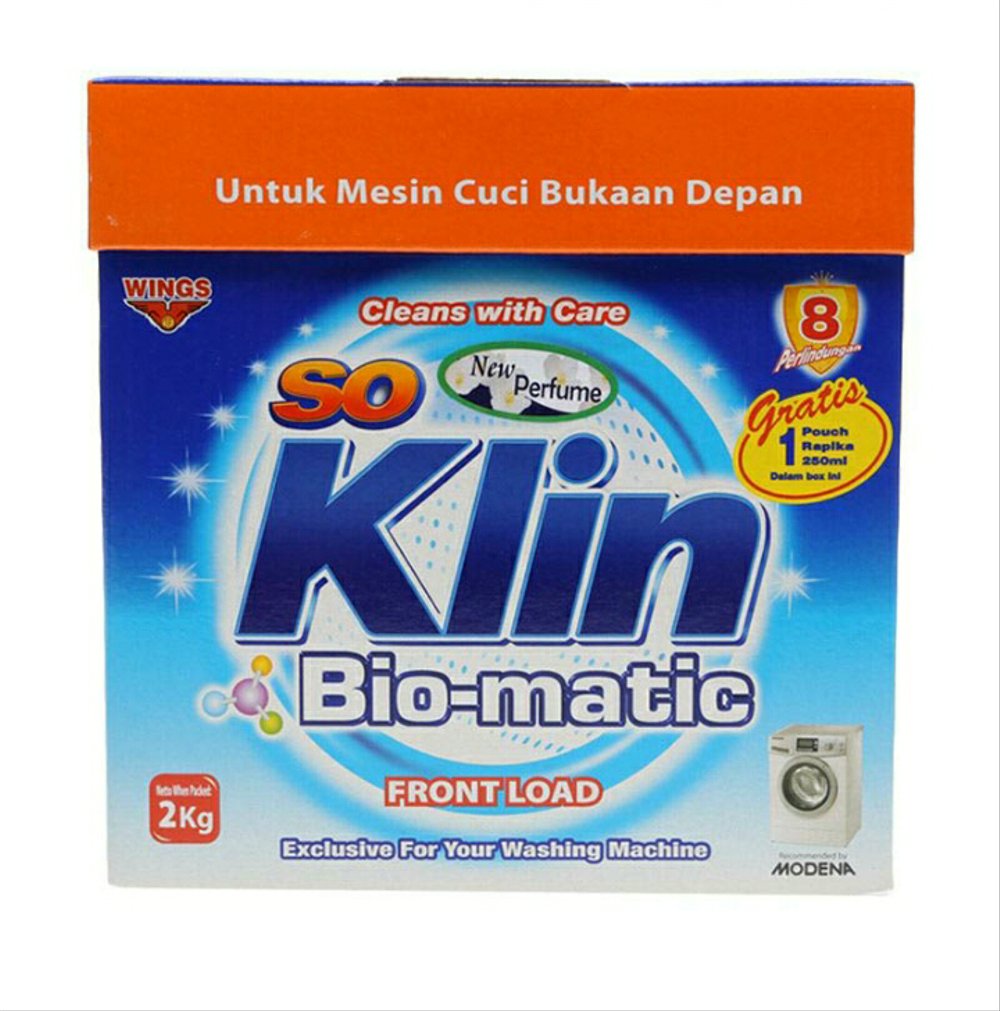 Untuk Mesin Cuci Bukaan Depan
WINGS
Cleans with Care
8
Perlindungan
SO
New
Perfume
Gratis
1 Pouch
Rapika
250ml
Dalam box ini
Klin
Bio-matic
FRONT LOAD
Netto When Packed:
2Kg
Exclusive For Your Washing Machine
Recommended by
MODENA